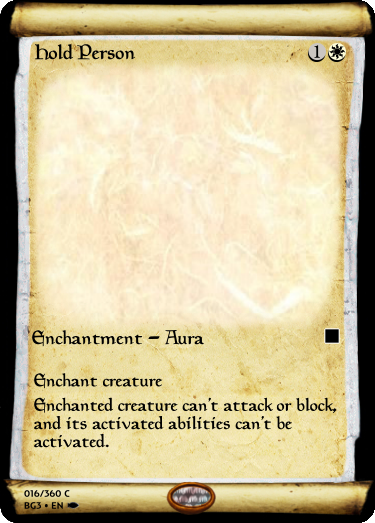 Hold Person 1
Enchantment – Aura
Enchant creature
Enchanted creature can't attack or block,
and its activated abilities can't be
activated.
016/360 C
BG3 • EN